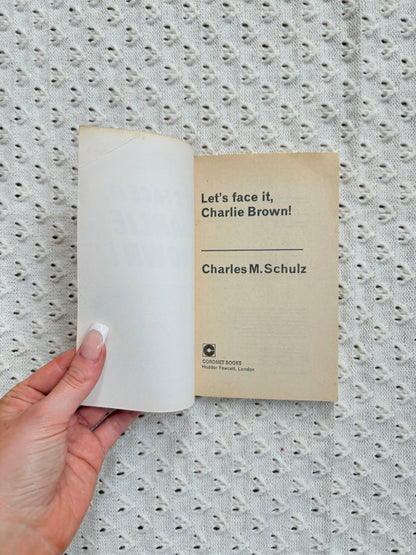 Let's face it,
Charlie Brown!
Charles M. Schulz
CORONET BOOKS
Hodder Fawcett, London